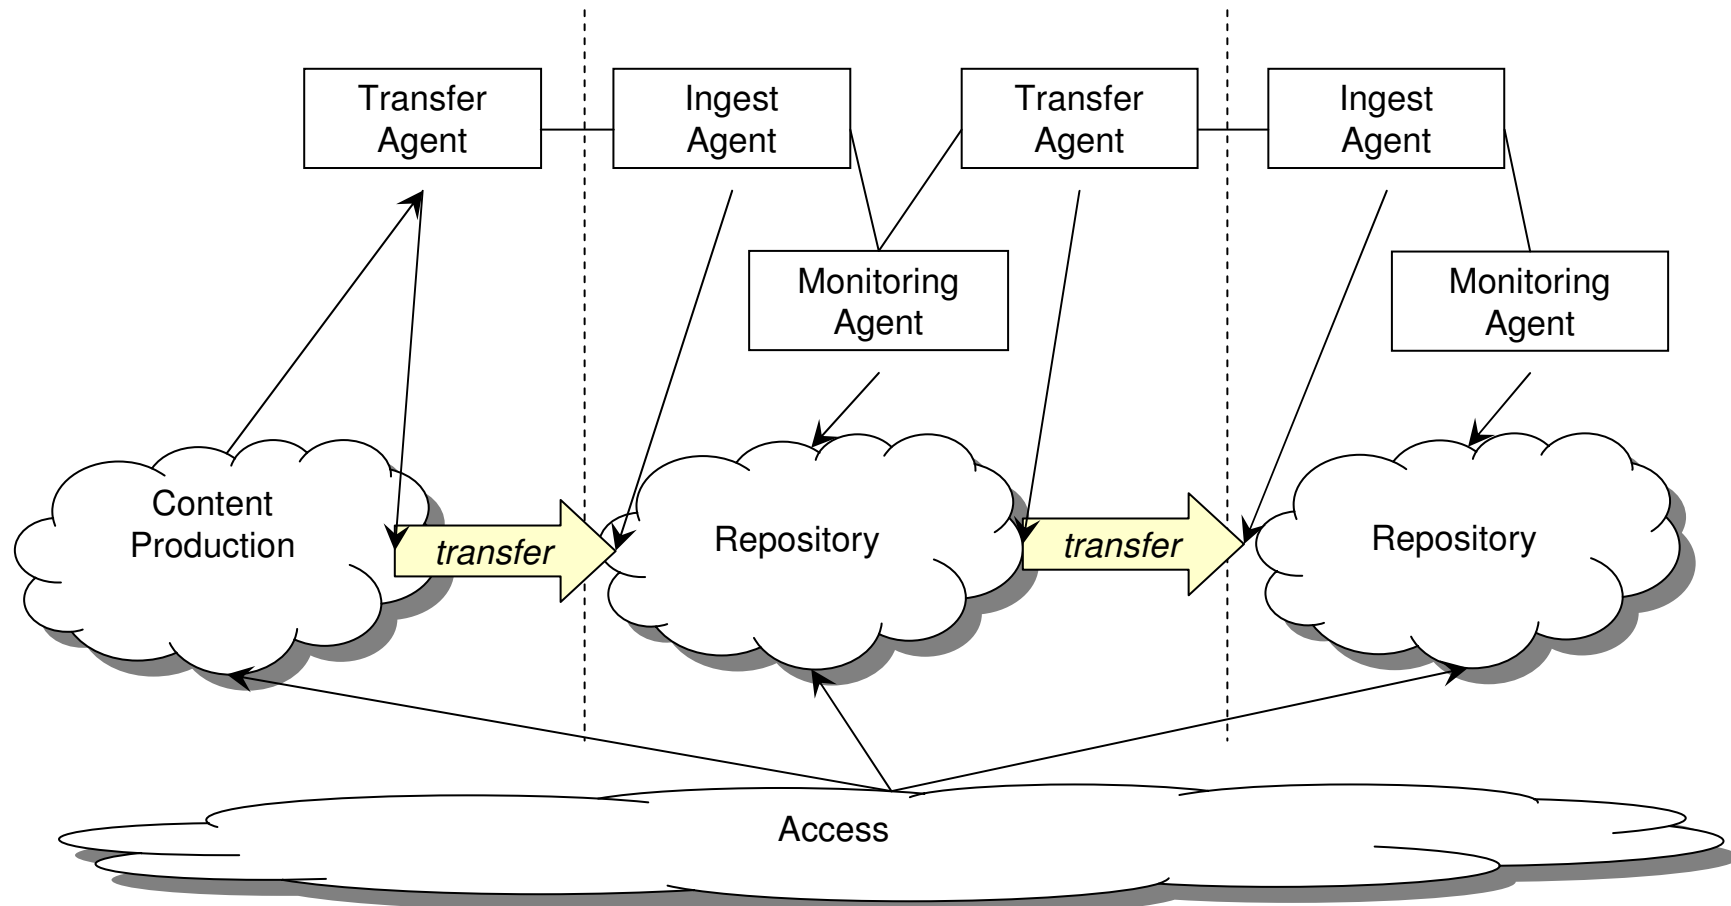 Transfer
Agent
Ingest
Agent
Transfer
Agent
Ingest
Agent
Monitoring
Agent
Monitoring
Agent
Content
Production
transfer
Repository
transfer
Repository
Access